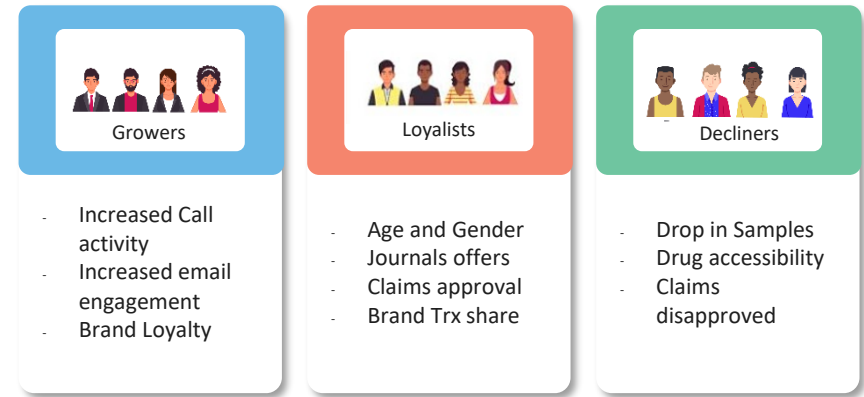 Growers
- Increased Call
activity
- Increased email
engagement
- Brand Loyalty
Loyalists
- Age and Gender
- Journals offers
- Claims approval
- Brand Trx share
Decliners
- Drop in Samples
- Drug accessibility
- Claims
disapproved